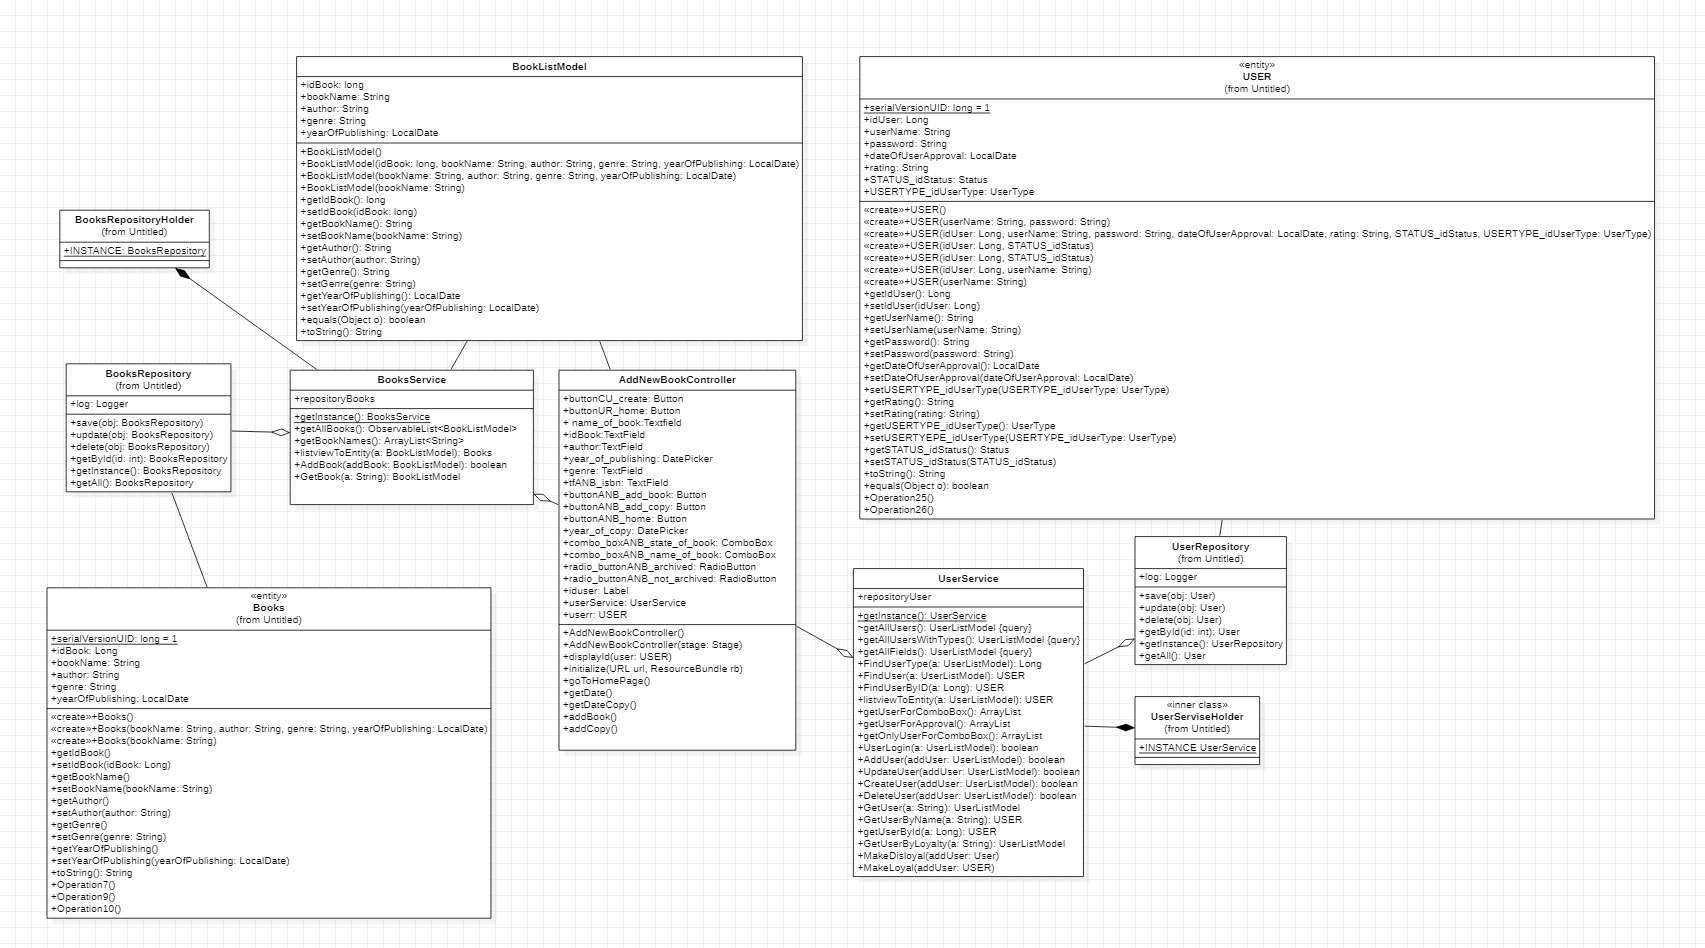 BookListModel
+idBook: long
+bookName: String
+author: String
+genre: String
+yearOfPublishing: LocalDate
+BookListModel()
+BookListModel(idBook: long, bookName: String, author: String, genre: String, yearOfPublishing: LocalDate)
+BookListModel(bookName: String, author: String, genre: String, yearOfPublishing: LocalDate)
+BookListModel(bookName: String)
+getIdBook(): long
+setIdBook(idBook: long)
+getBookName(): String
+setBookName(bookName: String)
+getAuthor(): String
+setAuthor(author: String)
+getGenre(): String
+setGenre(genre: String)
+getYearOfPublishing(): LocalDate
+setYearOfPublishing(yearOfPublishing: LocalDate)
+equals(Object o): boolean
+toString(): String
«entity»
USER
(from Untitled)
+serialVersionUID: long = 1
+idUser: Long
+userName: String
+password: String
+dateOfUserApproval: LocalDate
+rating: String
+STATUS_idStatus: Status
+USERTYPE_idUserType: UserType
«create»+USER()
«create»+USER(userName: String, password: String)
«create»+USER(idUser: Long, userName: String, password: String, dateOfUserApproval: LocalDate, rating: String, STATUS_idStatus, USERTYPE_idUserType: UserType)
«create»+USER(idUser: Long, STATUS_idStatus)
«create»+USER(idUser: Long, STATUS_idStatus)
«create»+USER(idUser: Long, userName: String)
«create»+USER(userName: String)
+getIdUser(): Long
+setIdUser(idUser: Long)
+getUserName(): String
+setUserName(userName: String)
+getPassword(): String
+setPassword(password: String)
+getDateOfUserApproval(): LocalDate
+setDateOfUserApproval(dateOfUserApproval: LocalDate)
+setUSERTYPE_idUserType(USERTYPE_idUserType: UserType)
+getRating(): String
+setRating(rating: String)
+getUSERTYPE_idUserType(): UserType
+setUSERTYEPE_idUserType(USERTYPE_idUserType: UserType)
+getSTATUS_idStatus(): Status
+setSTATUS_idStatus(STATUS_idStatus)
+toString(): String
+equals(): boolean
+Operation25()
+Operation26()
BooksRepositoryHolder
(from Untitled)
+INSTANCE: BooksRepository
BooksRepository
(from Untitled)
+log: Logger
+save(obj: BooksRepository)
+update(obj: BooksRepository)
+delete(obj: BooksRepository)
+getById(id: int): BooksRepository
+getInstance(): BooksRepository
+getAll(): BooksRepository
BooksService
+repositoryBooks
+getInstance(): BooksService
+getAllBooks(): ObservableList<BookListModel>
+getBookNames(): ArrayList<String>
+listviewToEntity(a: BookListModel): Books
+AddBook(addBook: BookListModel): boolean
+GetBook(a: String): BookListModel
AddNewBookController
+buttonCU_create: Button
+buttonUR_home: Button
+ name_of_book:Textfield
+idBook:TextField
+author:TextField
+year_of_publishing: DatePicker
+genre: TextField
+tfANB_isbn: TextField
+buttonANB_add_book: Button
+buttonANB_add_copy: Button
+buttonANB_home: Button
+year_of_copy: DatePicker
+combo_boxANB_state_of_book: ComboBox
+combo_boxANB_name_of_book: ComboBox
+radio_buttonANB_archived: RadioButton
+radio_buttonANB_not_archived: RadioButton
+iduser: Label
+userService: UserService
+userr: USER
+AddNewBookController()
+AddNewBookController(stage: Stage)
+displayId(user: USER)
+initialize(URL url, ResourceBundle rb)
+goToHomePage()
+getDate()
+getDateCopy()
+addBook()
+addCopy()
«entity»
Books
(from Untitled)
+serialVersionUID: long = 1
+idBook: Long
+bookName: String
+author: String
+genre: String
+yearOfPublishing: LocalDate
«create»+Books()
«create»+Books(bookName: String, author: String, genre: String, yearOfPublishing: LocalDate)
«create»+Books(bookName: String)
+getIdBook()
+setIdBook(idBook: Long)
+getBookName()
+setBookName(bookName: String)
+getAuthor()
+setAuthor(author: String)
+getGenre()
+setGenre(genre: String)
+getYearOfPublishing()
+setYearOfPublishing(yearOfPublishing: LocalDate)
+toString(): String
+Operation7()
+Operation9()
+Operation10()
UserService
+repositoryUser
+getInstance(): UserService
~getAllUsers(): UserListModel {query}
+getAllUsersWithTypes(): UserListModel {query}
+getAllFields(): UserListModel {query}
+FindUserType(a: UserListModel): Long
+FindUser(a: UserListModel): USER
+FindUserByID(a: Long): USER
+listviewToEntity(a: UserListModel): USER
+getUserForComboBox(): ArrayList
+getUserForApproval(): ArrayList
+getOnlyUserForComboBox(): ArrayList
+UserLogin(a: UserListModel): boolean
+AddUser(addUser: UserListModel): boolean
+UpdateUser(addUser: UserListModel): boolean
+CreateUser(addUser: UserListModel): boolean
+DeleteUser(addUser: UserListModel): boolean
+GetUser(a: String): UserListModel
+GetUserByName(a: String): USER
+getUserById(a: Long): USER
+GetUserByLoyalty(a: String): UserListModel
+MakeDisloyal(addUser: User)
+MakeLoyal(addUser: USER)
UserRepository
(from Untitled)
+log: Logger
+save(obj: User)
+update(obj: User)
+delete(obj: User)
+getById(id: int): User
+getInstance(): UserRepository
+getAll(): User
«inner class»
UserServiseHolder
(from Untitled)
+INSTANCE UserService